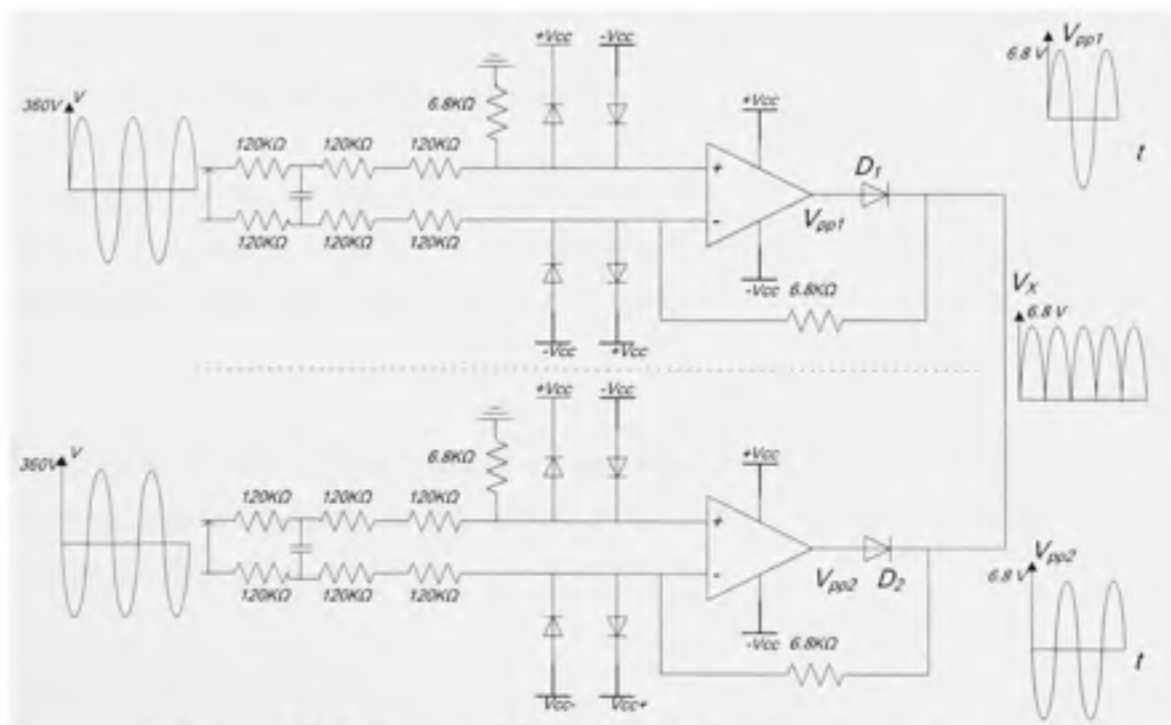 +Vcc -Vcc
Vpp1
6.8 V
t
360V V
6.8KΩ
+Vcc
120KΩ 120KΩ 120KΩ
120KΩ 120KΩ 120KΩ
+
-
D1
Vpp1
-Vcc
6.8KΩ
-Vcc +Vcc
VX
6.8 V
+Vcc -Vcc
360V V
6.8KΩ
+Vcc
120KΩ 120KΩ 120KΩ
120KΩ 120KΩ 120KΩ
+
-
Vpp2 D2
-Vcc
6.8KΩ
Vcc- Vcc+
Vpp2
6.8 V
t